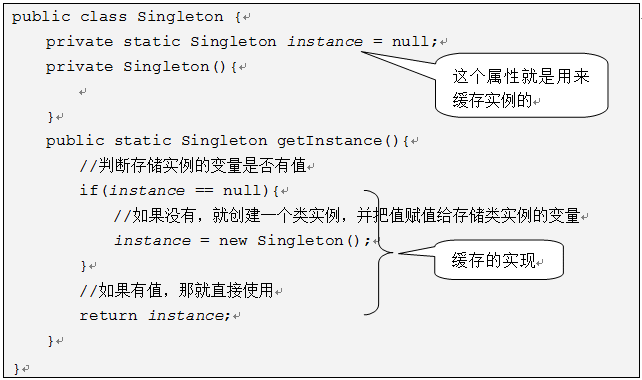 public class Singleton {
private static Singleton instance = null;
private Singleton(){
}
这个属性就是用来
缓存实例的
public static Singleton getInstance(){
//判断存储实例的变量是否有值
if(instance == null){
//如果没有，就创建一个类实例，并把值赋值给存储类实例的变量
instance = new Singleton();
}
缓存的实现
//如果有值，那就直接使用
return instance;
}
}